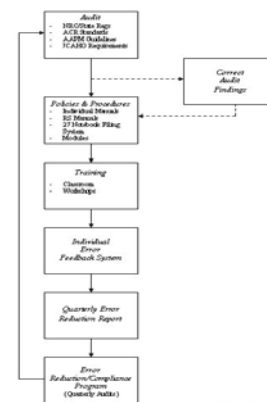 Audit
- NRC/State Regs
- ACR Standards
- AAPM Guidelines
- JCAHO Requirements
Correct
Audit
Findings
Policies & Procedures
- Individual Manuals
- RS Manuals
- 27 Notebook Filing
System
- Modules
Training
- Classroom
- Workshops
Individual
Error
Feedback System
Quarterly Error
Reduction Report
Error
Reduction/Compliance
Program
(Quarterly Audits)